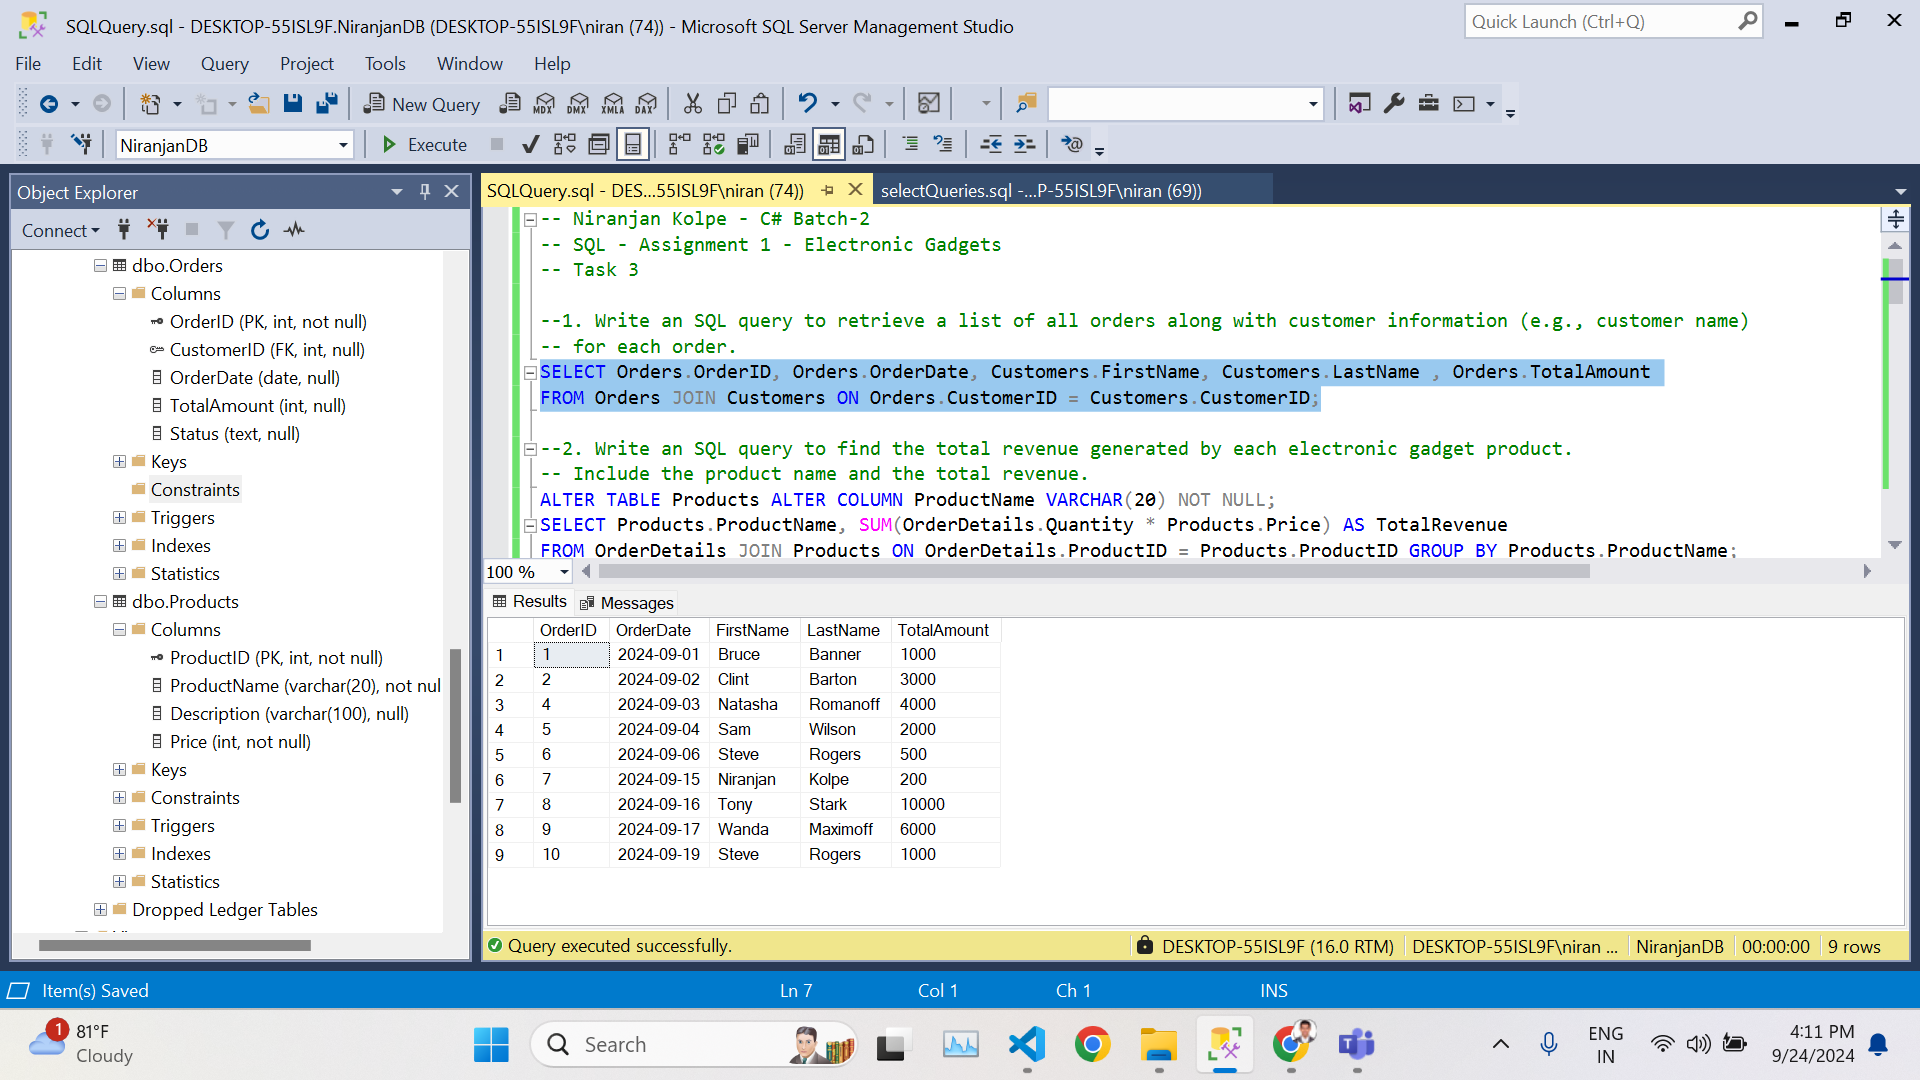 SQLQuery.sql - DESKTOP-55ISL9F.NiranjanDB (DESKTOP-55ISL9F\niran (74)) - Microsoft SQL Server Management Studio
Quick Launch (Ctrl+Q)
File Edit View Query Project Tools Window Help
New Query MDX DMX XMLA DAX
NiranjanDB Execute
Object Explorer
Connect
dbo.Orders
Columns
OrderID (PK, int, not null)
CustomerID (FK, int, null)
OrderDate (date, null)
TotalAmount (int, null)
Status (text, null)
Keys
Constraints
Triggers
Indexes
Statistics
dbo.Products
Columns
ProductID (PK, int, not null)
ProductName (varchar(20), not nul
Description (varchar(100), null)
Price (int, not null)
Keys
Constraints
Triggers
Indexes
Statistics
Dropped Ledger Tables
SQLQuery.sql - DES...55ISL9F\niran (74)) selectQueries.sql -...P-55ISL9F\niran (69))
-- Niranjan Kolpe - C# Batch-2
-- SQL - Assignment 1 - Electronic Gadgets
-- Task 3
--1. Write an SQL query to retrieve a list of all orders along with customer information (e.g., customer name)
-- for each order.
SELECT Orders.OrderID, Orders.OrderDate, Customers.FirstName, Customers.LastName , Orders.TotalAmount
FROM Orders JOIN Customers ON Orders.CustomerID = Customers.CustomerID;
--2. Write an SQL query to find the total revenue generated by each electronic gadget product.
-- Include the product name and the total revenue.
ALTER TABLE Products ALTER COLUMN ProductName VARCHAR(20) NOT NULL;
SELECT Products.ProductName, SUM(OrderDetails.Quantity * Products.Price) AS TotalRevenue
FROM OrderDetails JOIN Products ON OrderDetails.ProductID = Products.ProductID GROUP BY Products.ProductName;
100 %
Results Messages
OrderID OrderDate FirstName LastName TotalAmount
1 1 2024-09-01 Bruce Banner 1000
2 2 2024-09-02 Clint Barton 3000
3 4 2024-09-03 Natasha Romanoff 4000
4 5 2024-09-04 Sam Wilson 2000
5 6 2024-09-06 Steve Rogers 500
6 7 2024-09-15 Niranjan Kolpe 200
7 8 2024-09-16 Tony Stark 10000
8 9 2024-09-17 Wanda Maximoff 6000
9 10 2024-09-19 Steve Rogers 1000
Query executed successfully. DESKTOP-55ISL9F (16.0 RTM) DESKTOP-55ISL9F\niran ... NiranjanDB 00:00:00 9 rows
Item(s) Saved Ln 7 Col 1 Ch 1 INS
1 81°F
Cloudy
Search
ENG
IN
4:11 PM
9/24/2024